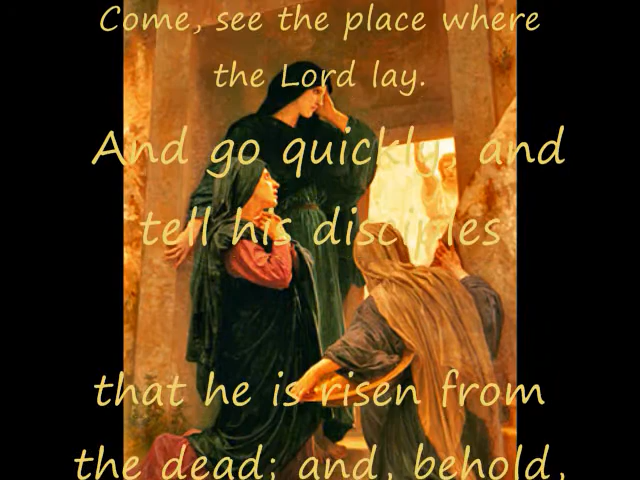 Come, see the place where
the Lord lay.
And go quickly, and
tell his disciples
that he is risen from
the dead; and, behold,